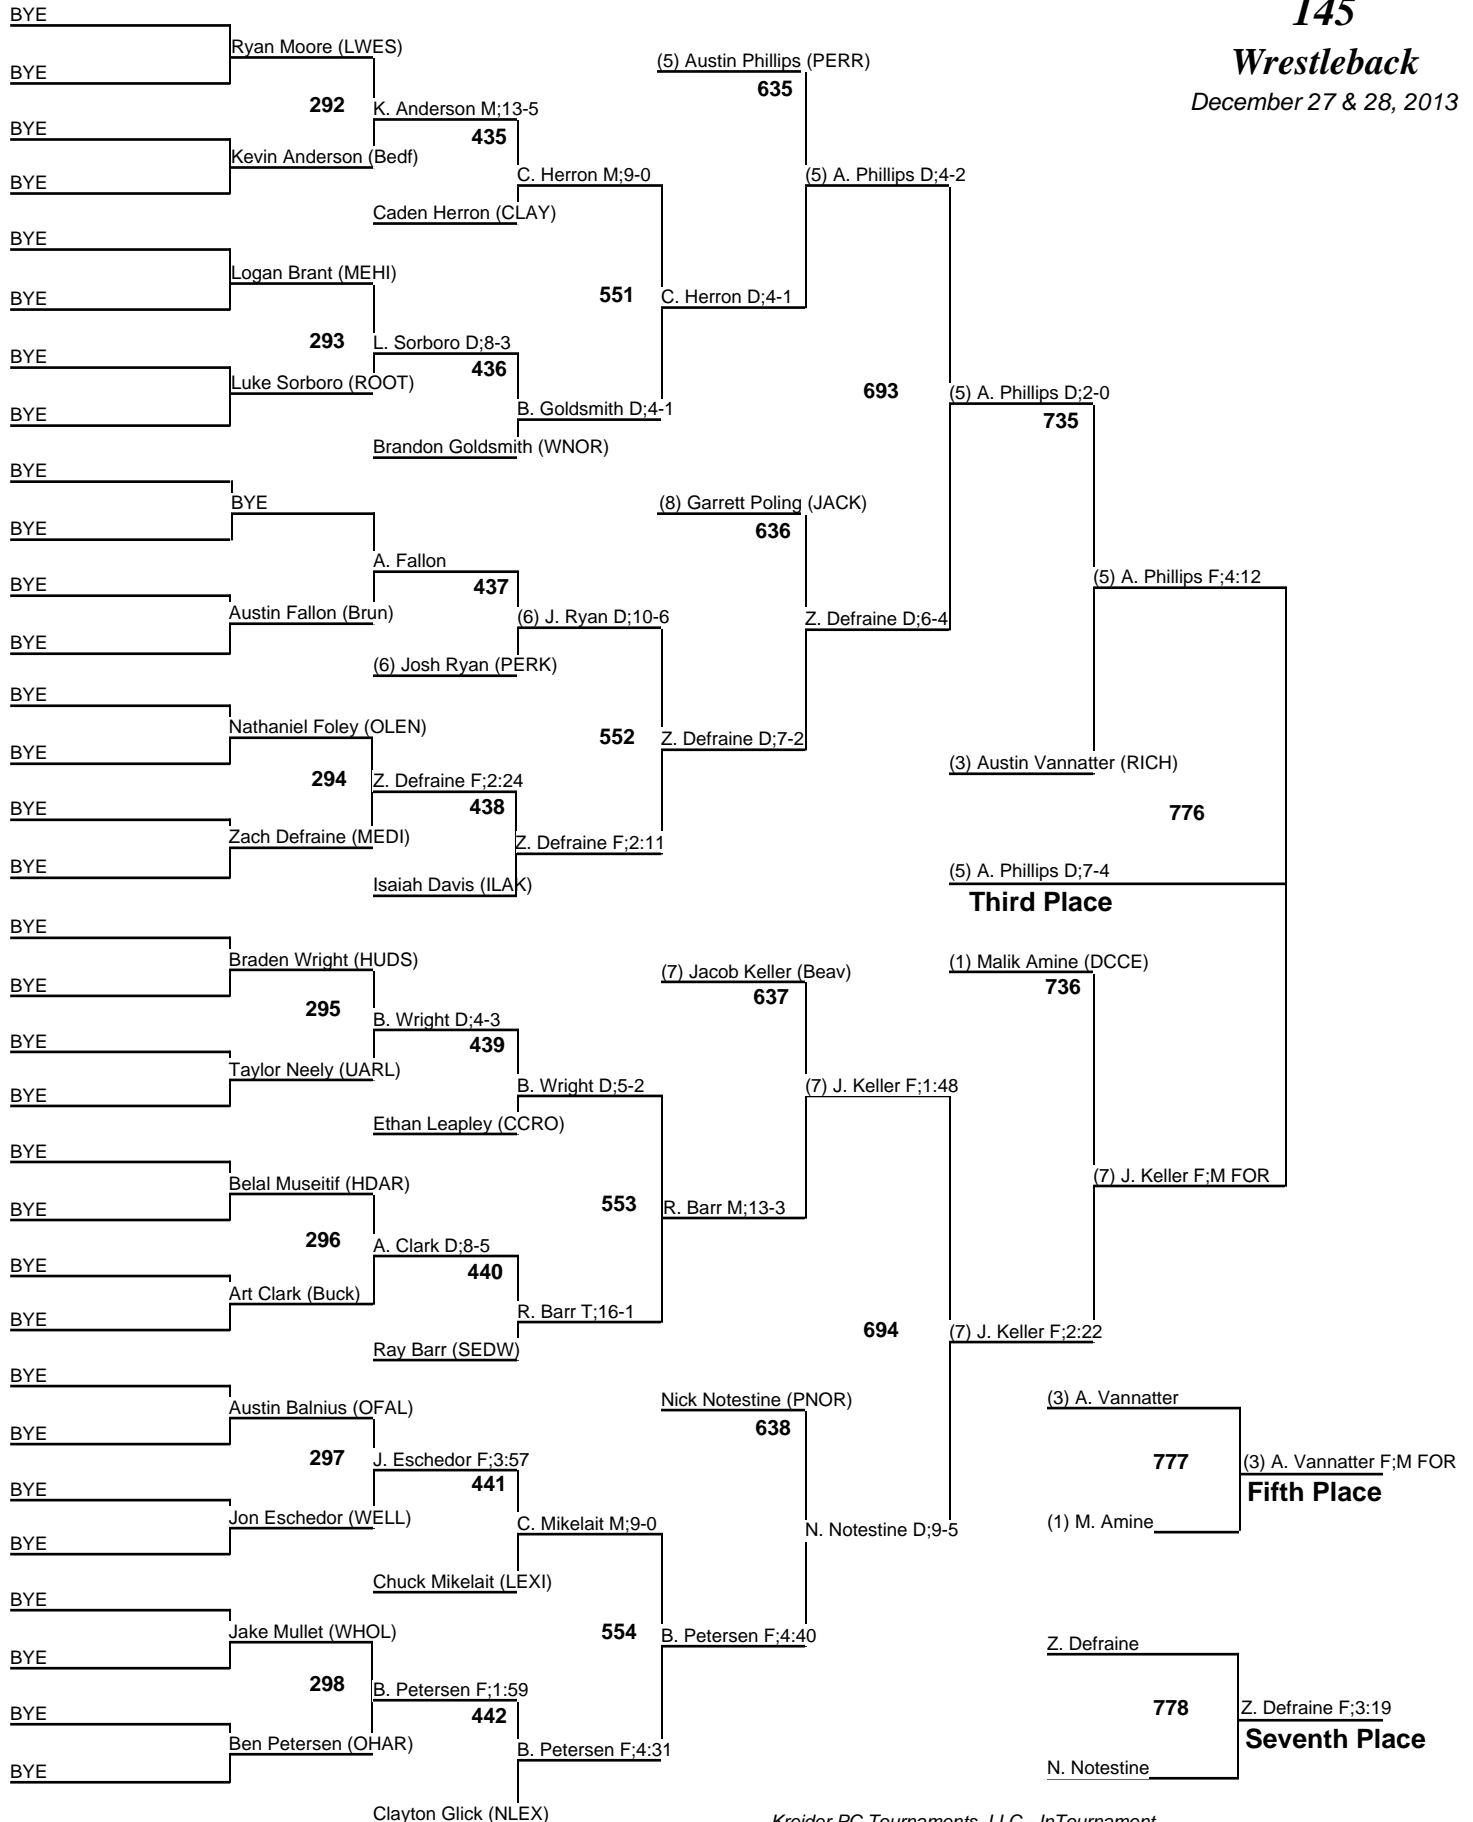 145
Wrestleback
December 27 & 28, 2013
BYE
Ryan Moore (LWES)
BYE
292
K. Anderson M;13-5
435
BYE
Kevin Anderson (Bedf)
BYE
C. Herron M;9-0
Caden Herron (CLAY)
BYE
Logan Brant (MEHI)
BYE
551
C. Herron D;4-1
293
L. Sorboro D;8-3
436
BYE
Luke Sorboro (ROOT)
BYE
B. Goldsmith D;4-1
Brandon Goldsmith (WNOR)
(5) Austin Phillips (PERR)
635
(5) A. Phillips D;4-2
693
(5) A. Phillips D;2-0
735
BYE
BYE
BYE
A. Fallon
437
BYE
Austin Fallon (Brun)
BYE
(6) J. Ryan D;10-6
(6) Josh Ryan (PERK)
(8) Garrett Poling (JACK)
636
Z. Defraine D;6-4
(5) A. Phillips F;4:12
BYE
Nathaniel Foley (OLEN)
BYE
552
Z. Defraine D;7-2
294
Z. Defraine F;2:24
438
BYE
Zach Defraine (MEDI)
BYE
Z. Defraine F;2:11
Isaiah Davis (ILAK)
(3) Austin Vannatter (RICH)
776
(5) A. Phillips D;7-4
Third Place
BYE
Braden Wright (HUDS)
BYE
295
B. Wright D;4-3
439
BYE
Taylor Neely (UARL)
BYE
B. Wright D;5-2
Ethan Leapley (CCRO)
(7) Jacob Keller (Beav)
637
(7) J. Keller F;1:48
(1) Malik Amine (DCCE)
736
BYE
Belal Museitif (HDAR)
BYE
553
R. Barr M;13-3
296
A. Clark D;8-5
440
BYE
Art Clark (Buck)
BYE
R. Barr T;16-1
Ray Barr (SEDW)
(7) J. Keller F;M FOR
694
(7) J. Keller F;2:22
BYE
Austin Balnius (OFAL)
BYE
297
J. Eschedor F;3:57
441
BYE
Jon Eschedor (WELL)
BYE
C. Mikelait M;9-0
Chuck Mikelait (LEXI)
Nick Notestine (PNOR)
638
N. Notestine D;9-5
(3) A. Vannatter
777
(3) A. Vannatter F;M FOR
Fifth Place
(1) M. Amine
BYE
Jake Mullet (WHOL)
BYE
554
B. Petersen F;4:40
298
B. Petersen F;1:59
442
BYE
Ben Petersen (OHAR)
BYE
B. Petersen F;4:31
Clayton Glick (NLEX)
Z. Defraine
778
Z. Defraine F;3:19
Seventh Place
N. Notestine
Kreider PC Tournaments, LLC - InTournament